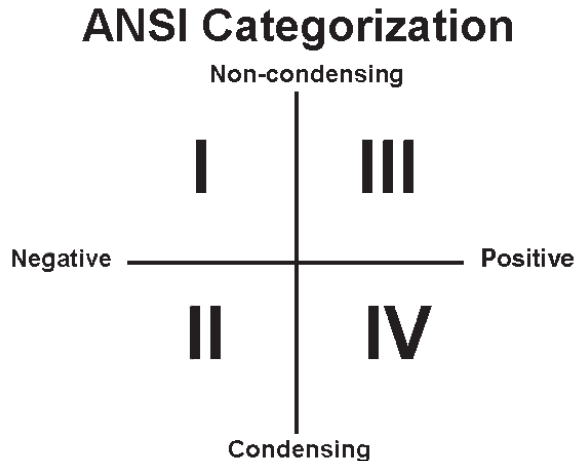 ANSI Categorization
Non-condensing
I III
Negative Positive
II IV
Condensing